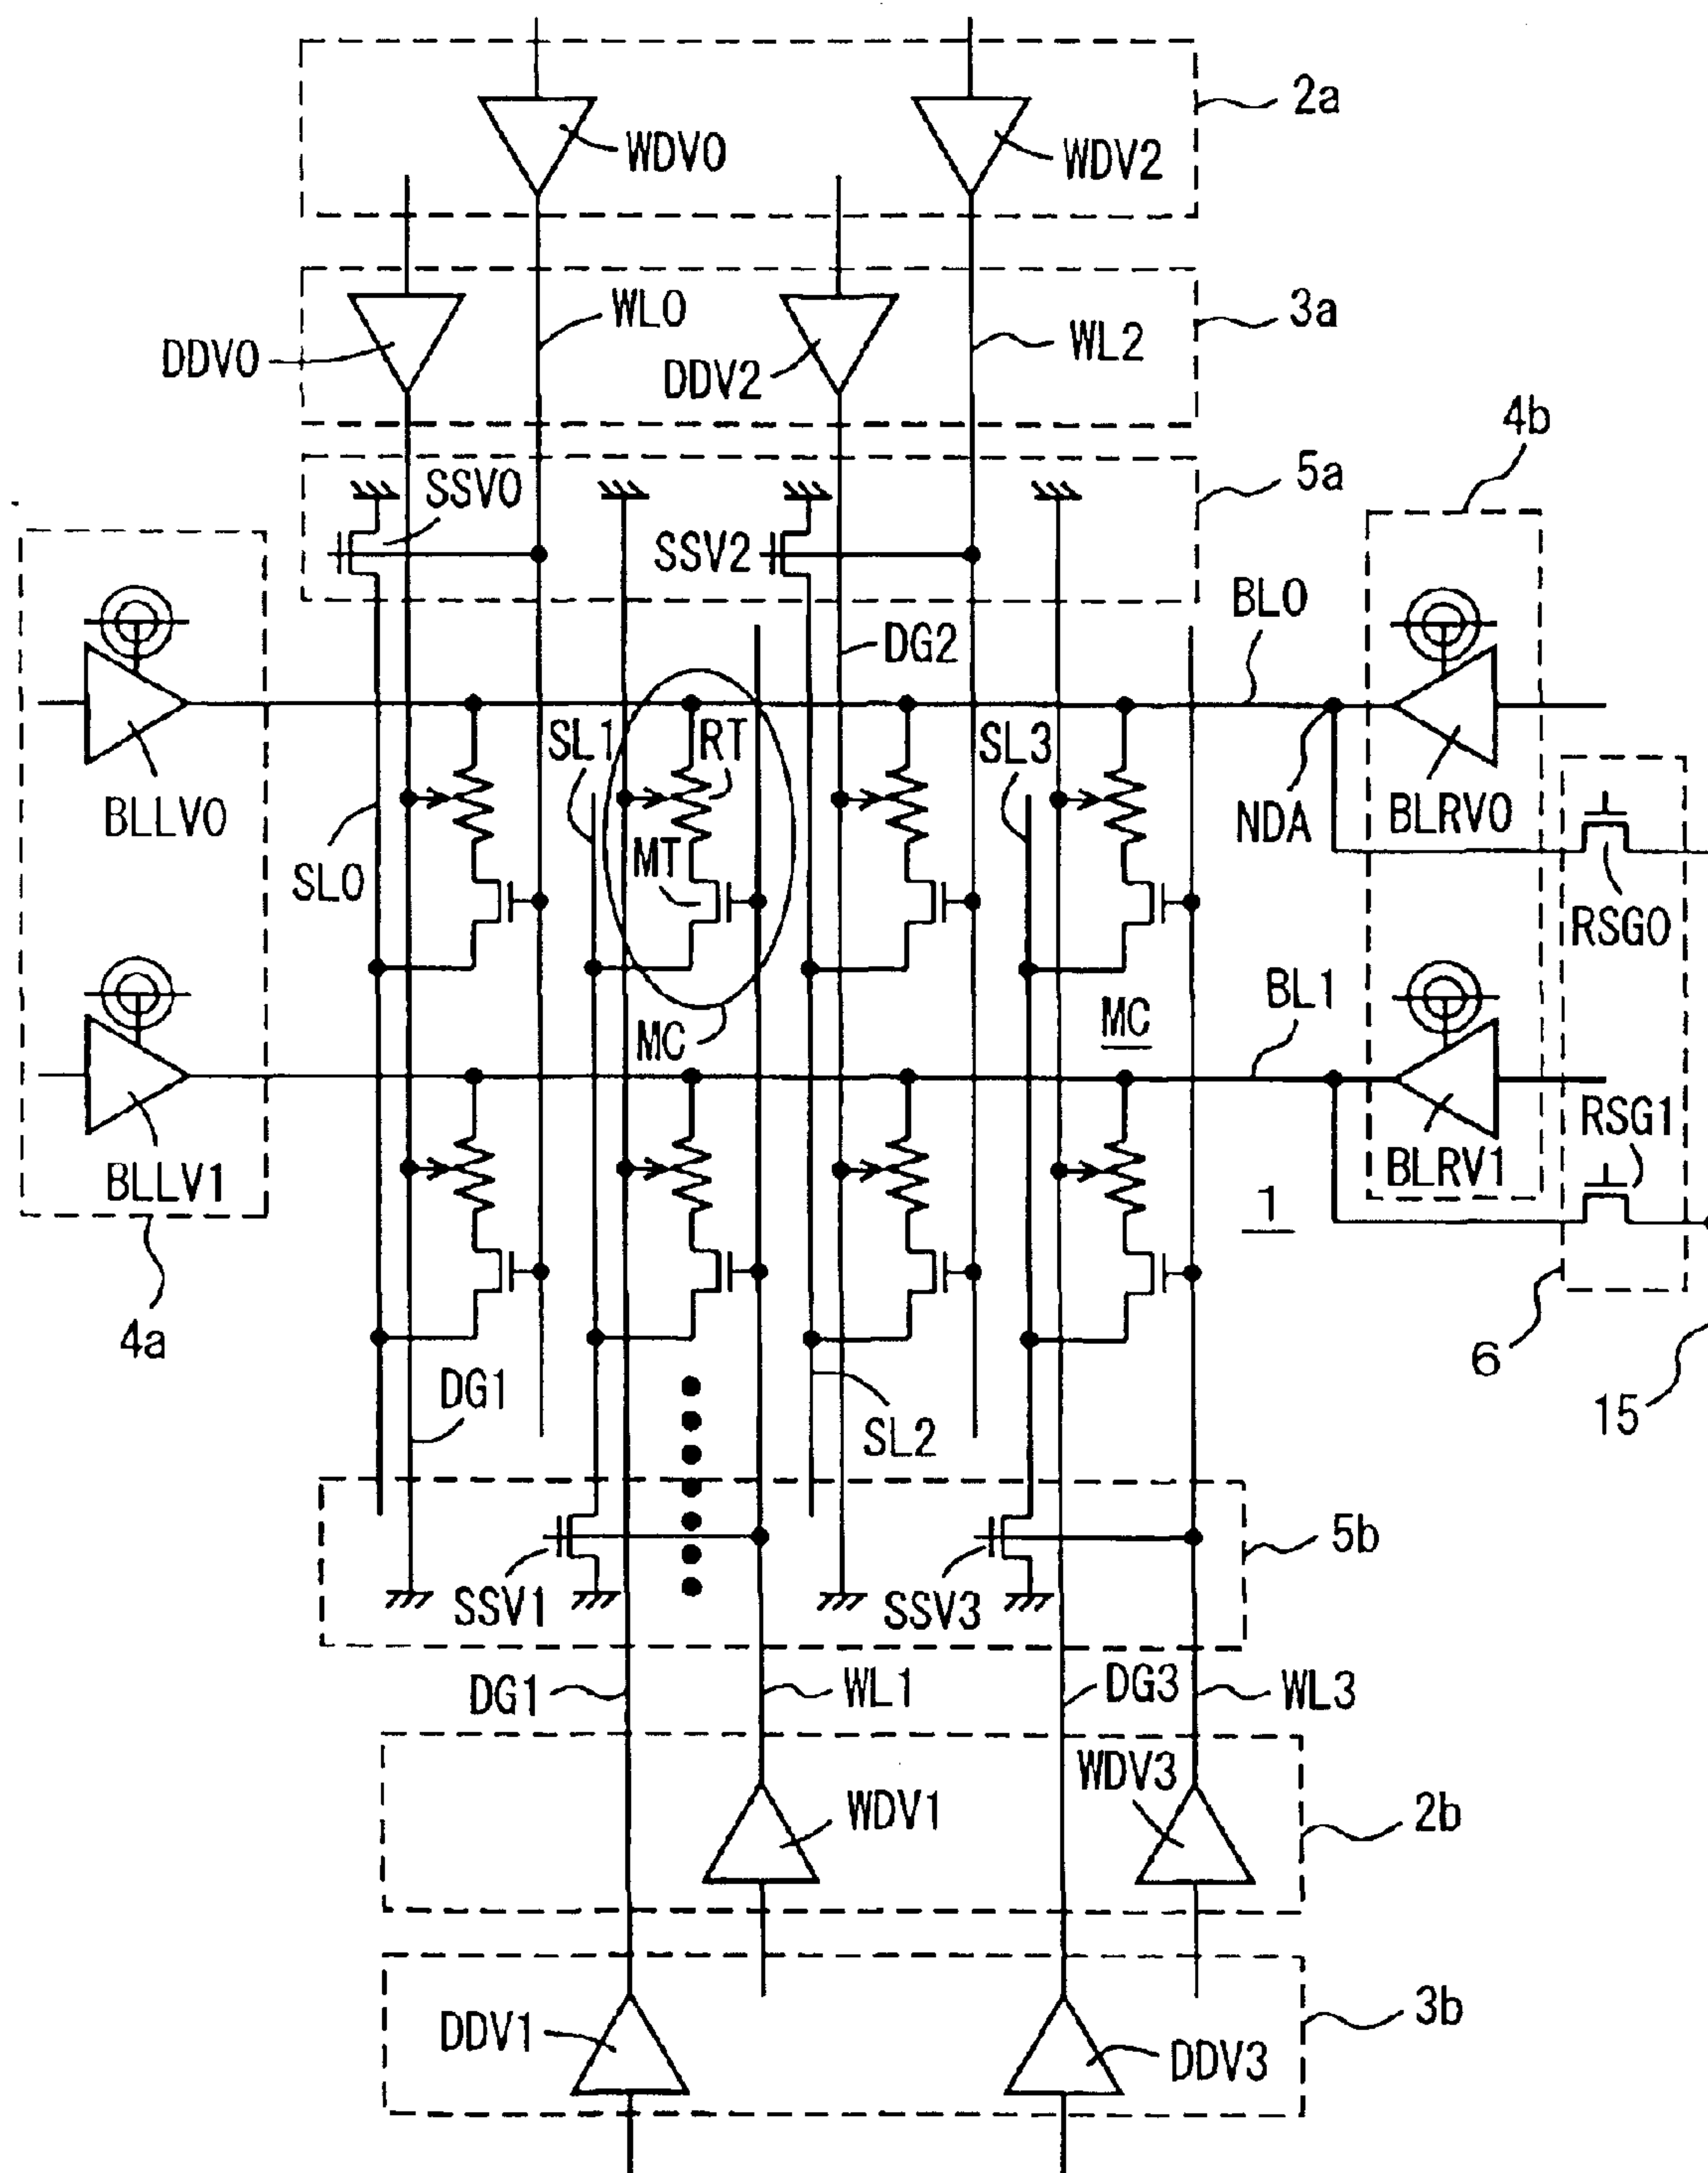 2a
WDV0
WDV2
WL0
3a
WL2
DDV0
DDV2
4b
SSV0
5a
SSV2
BL0
DG2
SL1
RT
SL3
BLLV0
NDA
BLRV0
SL0
MT
RSG0
BL1
MC
MC
RSG1
BLLV1
BLRV1
1
4a
6
DG1
15
SL2
5b
SSV1
SSV3
DG1
WL1
DG3
WL3
WDV3
WDV1
2b
DDV1
3b
DDV3